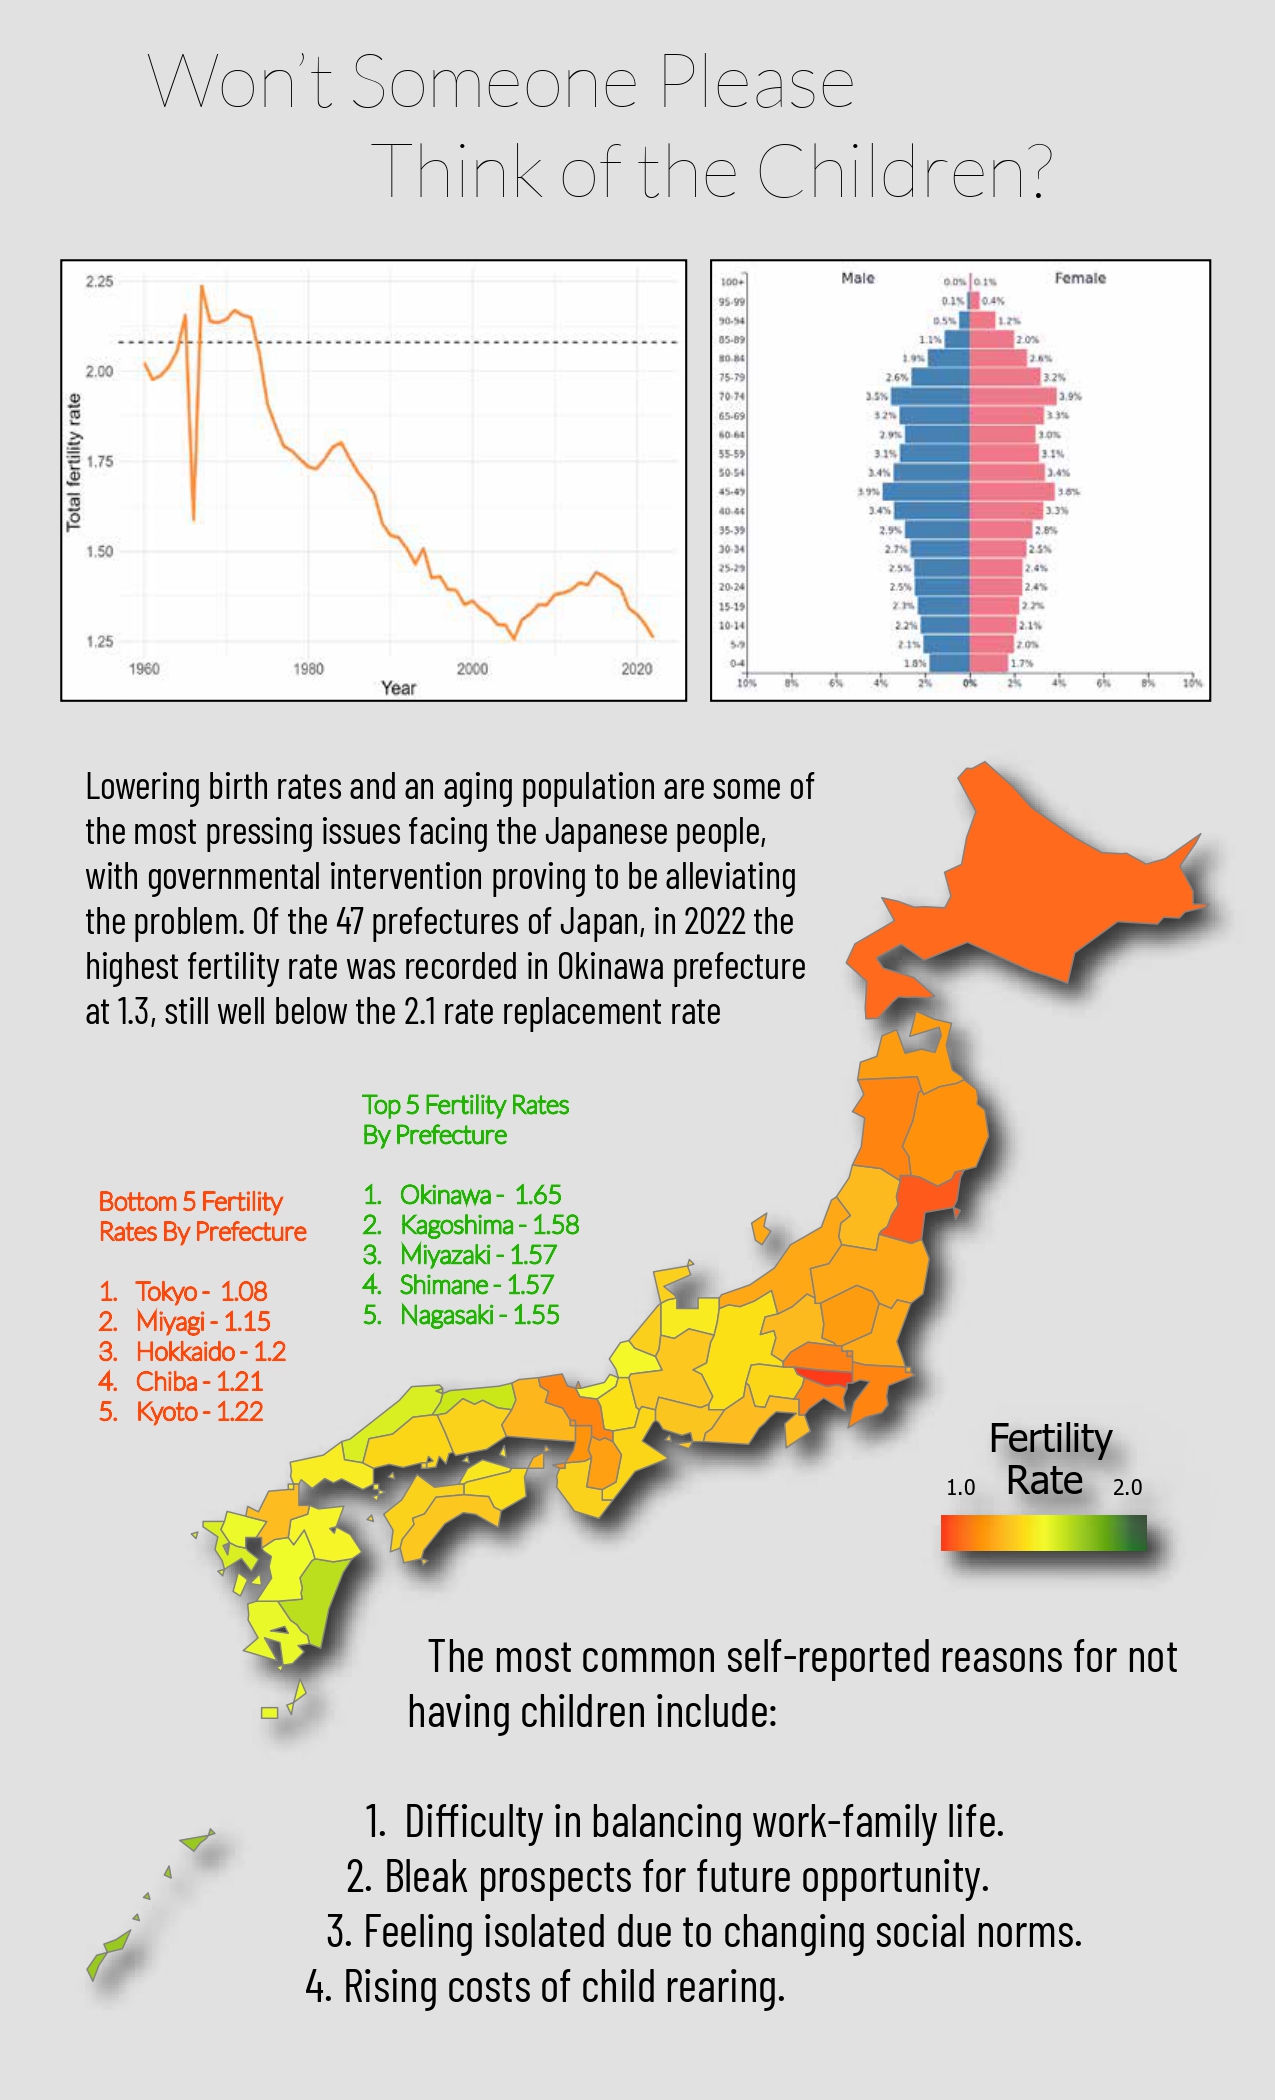 Won't Someone Please
Think of the Children?
2.25
2.00
1.75
1.50
1.25
Total fertility rate
1960 1980 2000 2020
Year
Male Female
100+ 0.0% 0.1%
95-99 0.1% 0.4%
90-94 0.5% 1.2%
85-89 1.1% 2.0%
80-84 1.9% 2.6%
75-79 2.6% 3.2%
70-74 3.5% 3.9%
65-69 3.2% 3.3%
60-64 2.9% 3.0%
55-59 3.1% 3.1%
50-54 3.4% 3.4%
45-49 3.9% 3.8%
40-44 3.4% 3.3%
35-39 2.9% 2.8%
30-34 2.7% 2.5%
25-29 2.5% 2.4%
20-24 2.5% 2.4%
15-19 2.3% 2.2%
10-14 2.2% 2.1%
5-9 2.1% 2.0%
0-4 1.8% 1.7%
10% 8% 6% 4% 2% 0% 2% 4% 6% 8% 10%
Lowering birth rates and an aging population are some of
the most pressing issues facing the Japanese people,
with governmental intervention proving to be alleviating
the problem. Of the 47 prefectures of Japan, in 2022 the
highest fertility rate was recorded in Okinawa prefecture
at 1.3, still well below the 2.1 rate replacement rate
Top 5 Fertility Rates
By Prefecture
1. Okinawa - 1.65
2. Kagoshima - 1.58
3. Miyazaki - 1.57
4. Shimane - 1.57
5. Nagasaki - 1.55
Bottom 5 Fertility
Rates By Prefecture
1. Tokyo - 1.08
2. Miyagi - 1.15
3. Hokkaido - 1.2
4. Chiba - 1.21
5. Kyoto - 1.22
Fertility
1.0 Rate 2.0
The most common self-reported reasons for not
having children include:
1. Difficulty in balancing work-family life.
2. Bleak prospects for future opportunity.
3. Feeling isolated due to changing social norms.
4. Rising costs of child rearing.